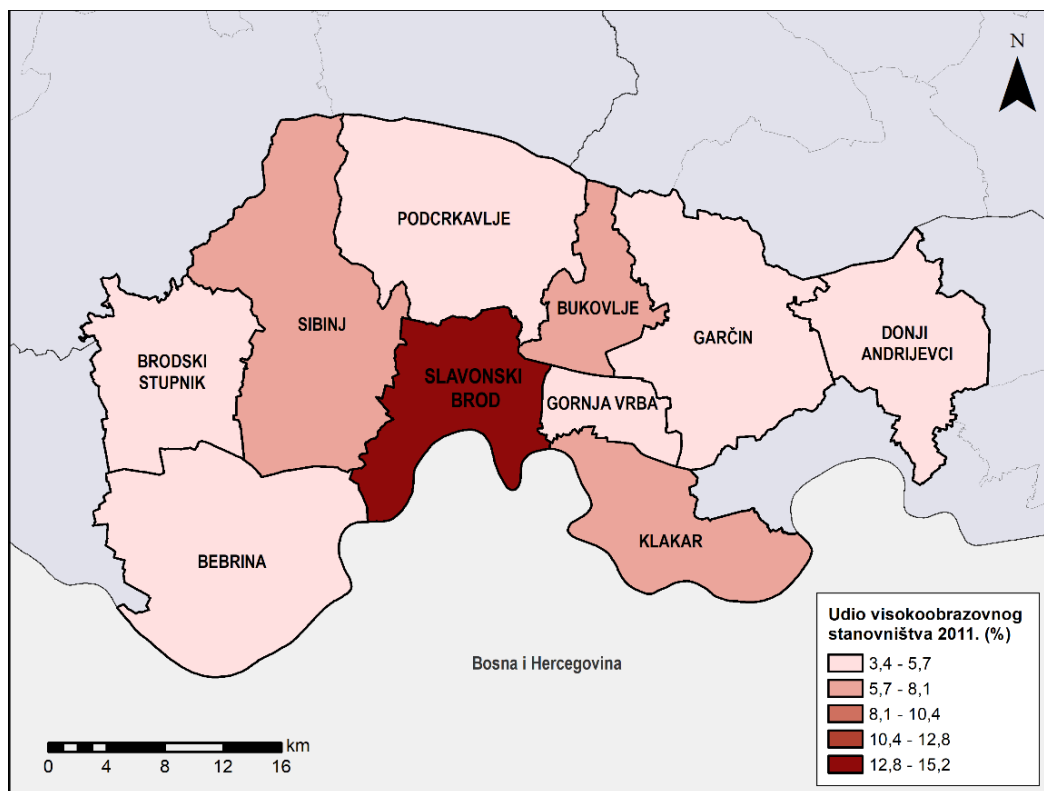 N
PODCRKAVLJE
SIBINJ
BUKOVLJE
BRODSKI
STUPNIK
GARČIN
DONJI
ANDRIJEVCI
SLAVONSKI
BROD
GORNJA VRBA
KLAKAR
BEBRINA
Bosna i Hercegovina
Udio visokoobrazovnog
stanovništva 2011. (%)
3,4 - 5,7
5,7 - 8,1
8,1 - 10,4
10,4 - 12,8
12,8 - 15,2
km
0 4 8 12 16